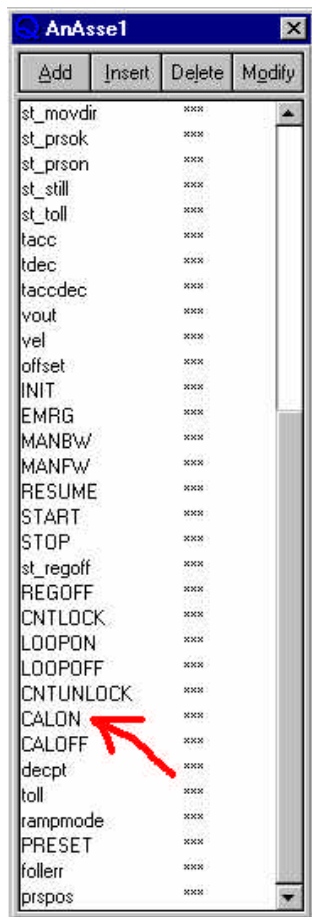 AnAsse1
Add Insert Delete Modify
st_movdir ***
st_prsok ***
st_prson ***
st_still ***
st_toll ***
tacc ***
tdec ***
taccdec ***
vout ***
vel ***
offset ***
INIT ***
EMRG ***
MANBW ***
MANFW ***
RESUME ***
START ***
STOP ***
st_regoff ***
REGOFF ***
CNTLOCK ***
LOOPON ***
LOOPOFF ***
CNTUNLOCK ***
CALON ***
CALOFF ***
decpt ***
toll ***
rampmode ***
PRESET ***
follerr ***
prspos ***